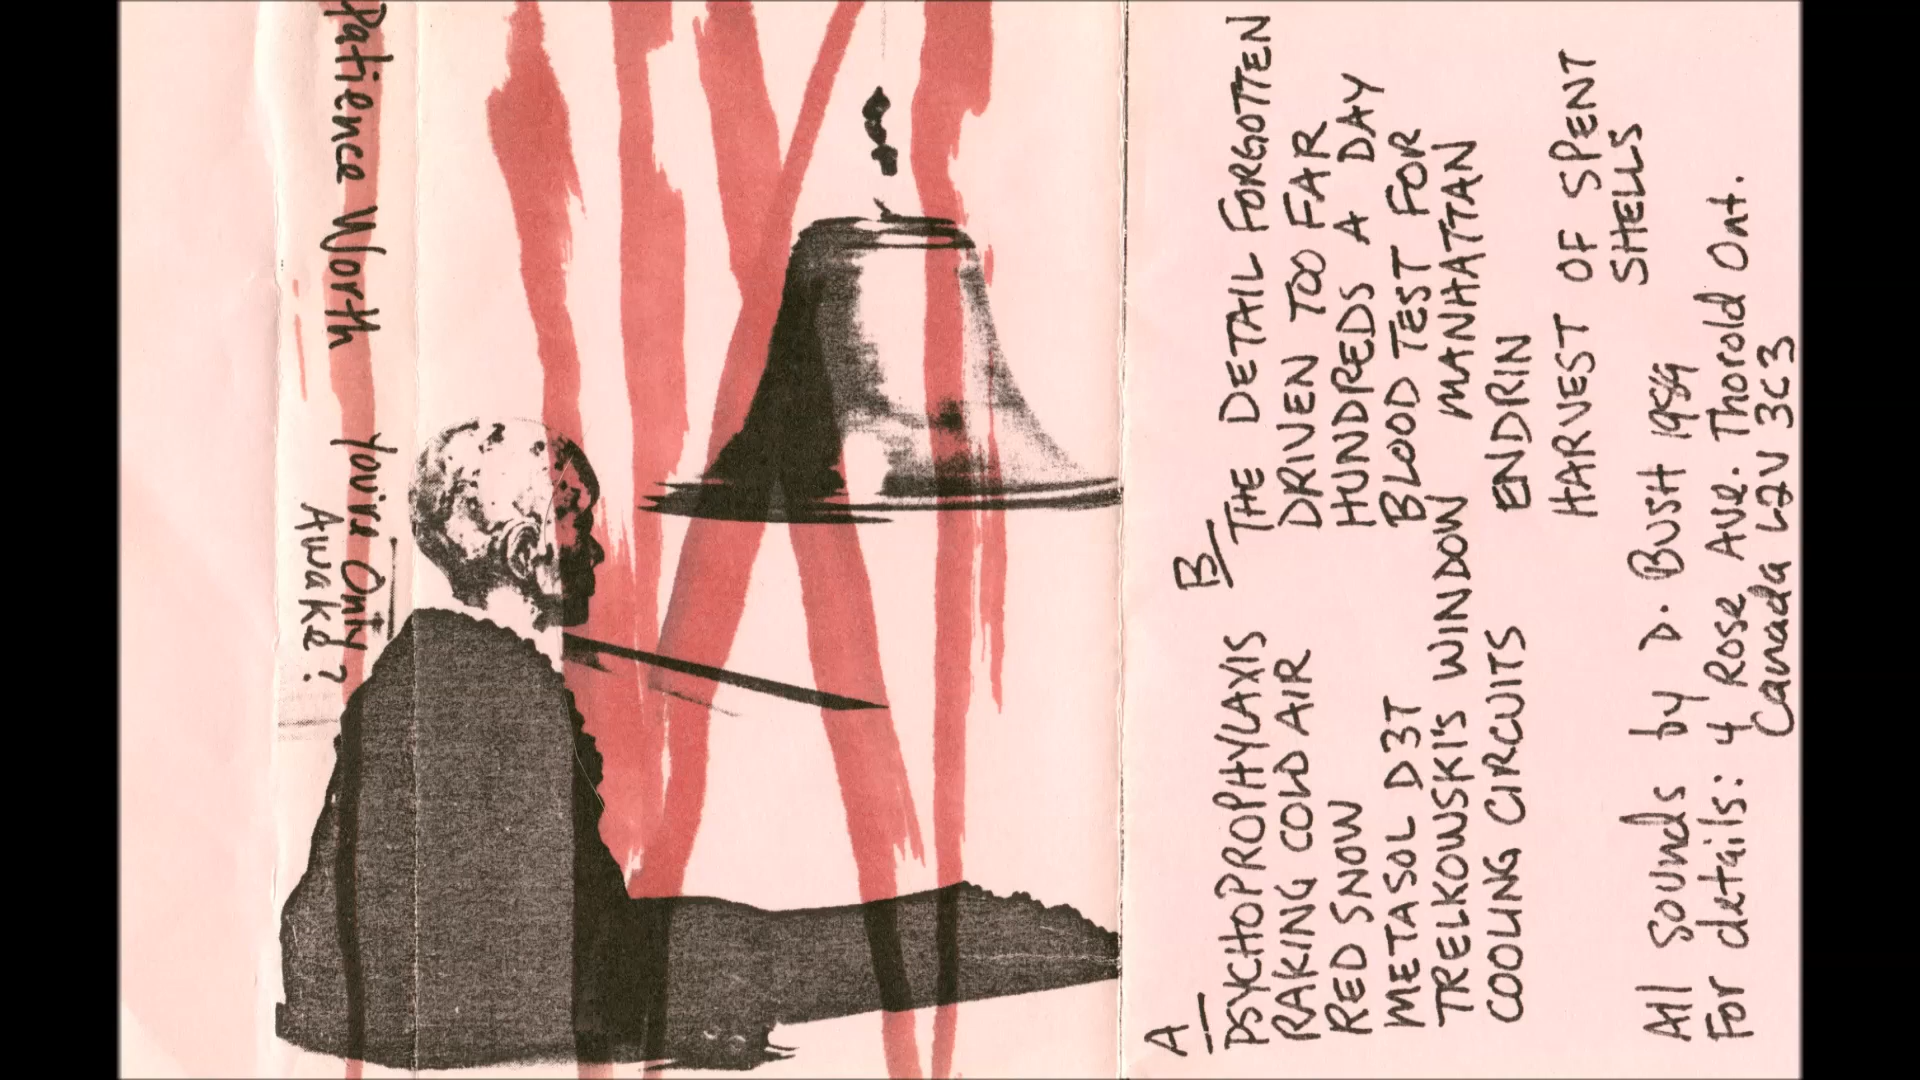 Patience Worth
You're Only
Awake?
A
PSYCHOPROPHYLAXIS
RAKING COLD AIR
RED SNOW
METASOL D3T
TRELKOWSKI'S WINDOW
COOLING CIRCUITS
B
THE DETAIL FORGOTTEN
DRIVEN TOO FAR
HUNDREDS A DAY
BLOOD TEST FOR
MANHATTAN
ENDRIN
HARVEST OF SPENT
SHELLS
All sounds by D. BUSH 1989
For details: 4 Rose Ave. Thorold Ont.
Canada L2V 3C3